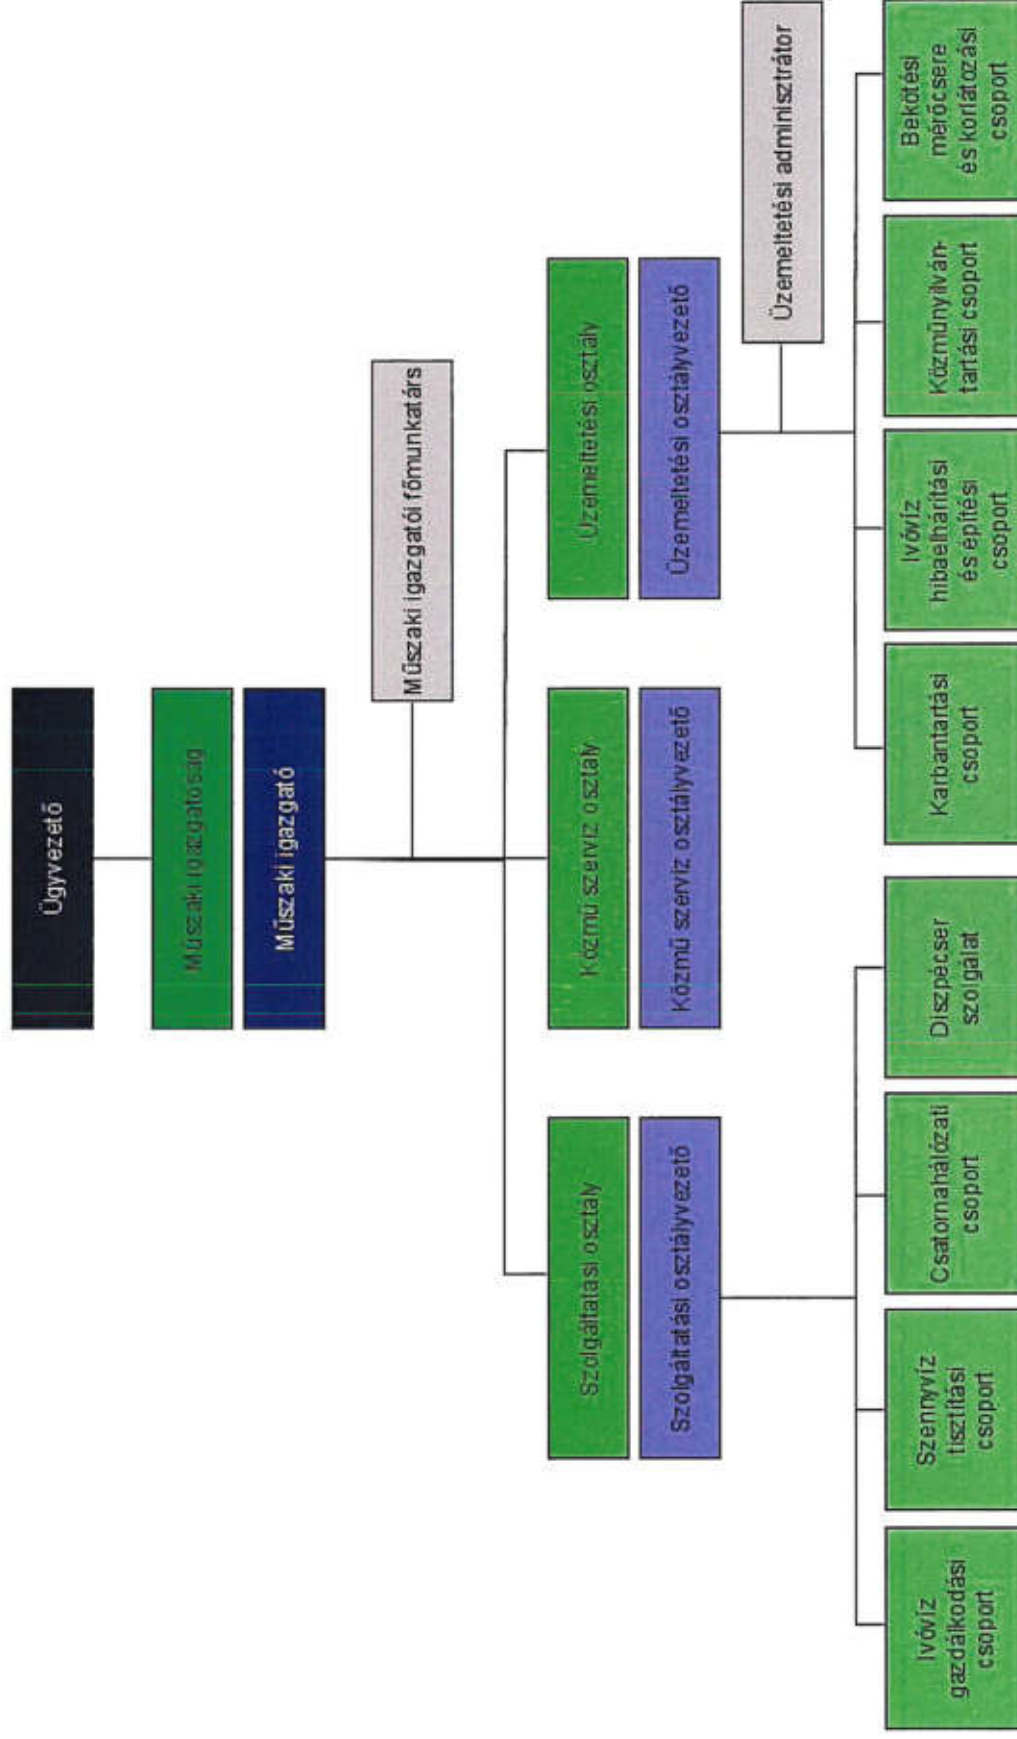 Ügyvezető
Műszaki igazgatóság
Műszaki igazgató
Műszaki igazgatói főmunkatárs
Szolgáltatási osztály
Szolgáltatási osztályvezető
Közmű szerviz osztály
Közmű szerviz osztályvezető
Üzemeltetési osztály
Üzemeltetési osztályvezető
Üzemeltetési adminisztrátor
Ivóvíz
gazdálkodási
csoport
Szennyvíz
tisztítási
csoport
Csatornahálózati
csoport
Diszpécser
szolgálat
Karbantartási
csoport
Ivóvíz
hibaelhárítási
és építési
csoport
Közműnyilván-
tartási csoport
Bekötési
mérőcsere
és korlátozási
csoport